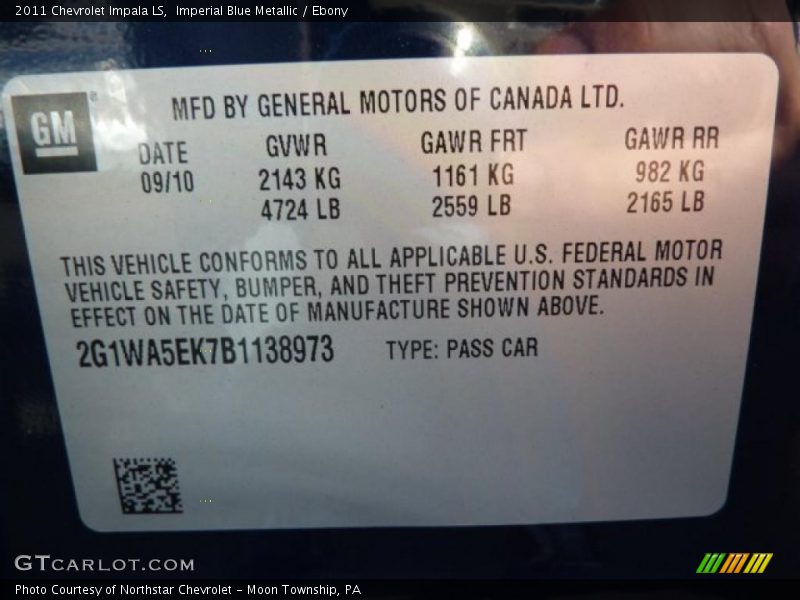 2011 Chevrolet Impala LS,  Imperial Blue Metallic / Ebony
GM®
MFD BY GENERAL MOTORS OF CANADA LTD.
DATE GVWR GAWR FRT GAWR RR
09/10 2143 KG 1161 KG 982 KG
4724 LB 2559 LB 2165 LB
THIS VEHICLE CONFORMS TO ALL APPLICABLE U.S. FEDERAL MOTOR
VEHICLE SAFETY, BUMPER, AND THEFT PREVENTION STANDARDS IN
EFFECT ON THE DATE OF MANUFACTURE SHOWN ABOVE.
2G1WA5EK7B1138973 TYPE: PASS CAR
GTCARLOT.COM
Photo Courtesy of Northstar Chevrolet – Moon Township, PA